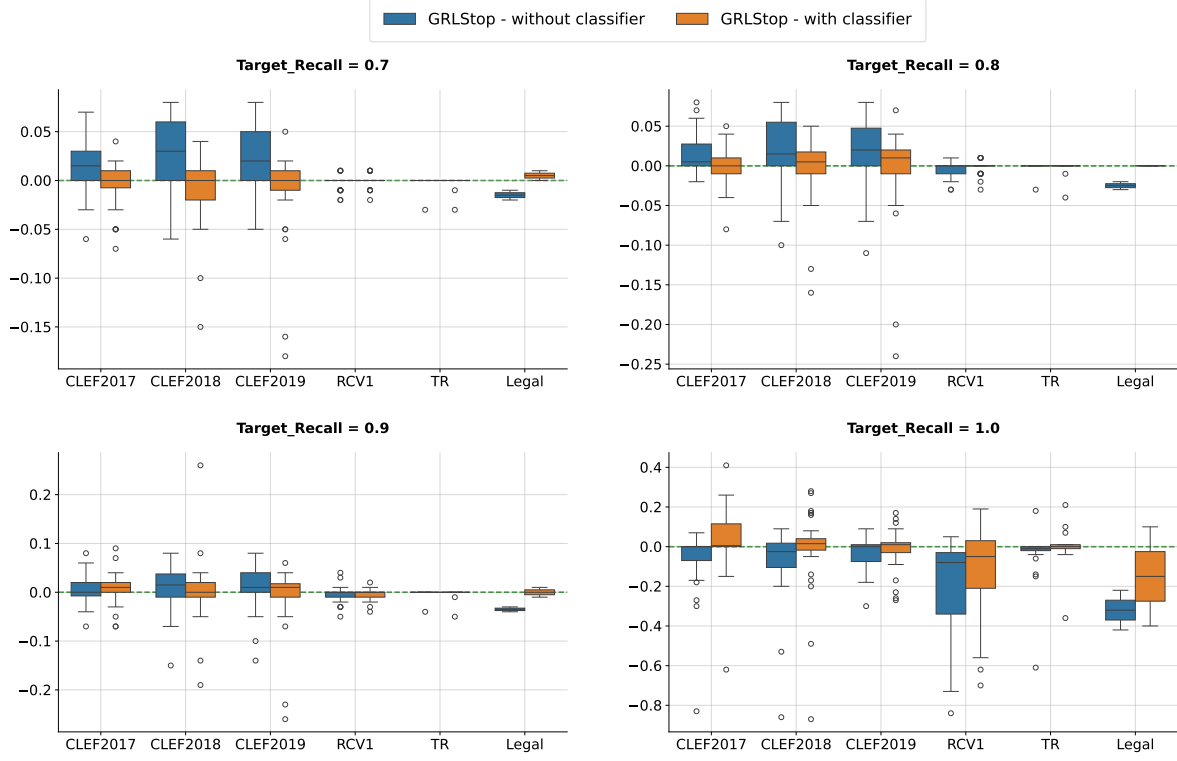 GRLStop - without classifier GRLStop - with classifier
Target_Recall = 0.7
0.05
0.00
−0.05
−0.10
−0.15
CLEF2017 CLEF2018 CLEF2019 RCV1 TR Legal
Target_Recall = 0.8
0.05
0.00
−0.05
−0.10
−0.15
−0.20
−0.25
CLEF2017 CLEF2018 CLEF2019 RCV1 TR Legal
Target_Recall = 0.9
0.2
0.1
0.0
−0.1
−0.2
CLEF2017 CLEF2018 CLEF2019 RCV1 TR Legal
Target_Recall = 1.0
0.4
0.2
0.0
−0.2
−0.4
−0.6
−0.8
CLEF2017 CLEF2018 CLEF2019 RCV1 TR Legal